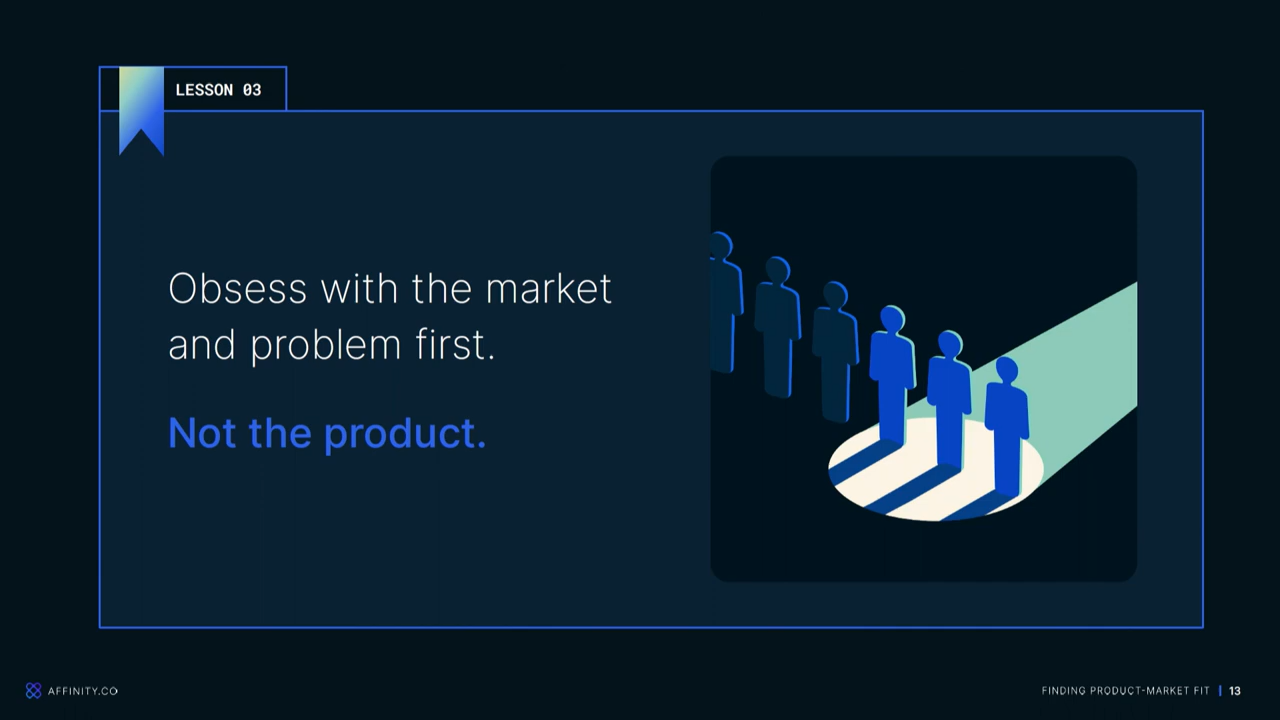 LESSON 03
Obsess with the market
and problem first.
Not the product.
AFFINITY.CO
FINDING PRODUCT-MARKET FIT | 13